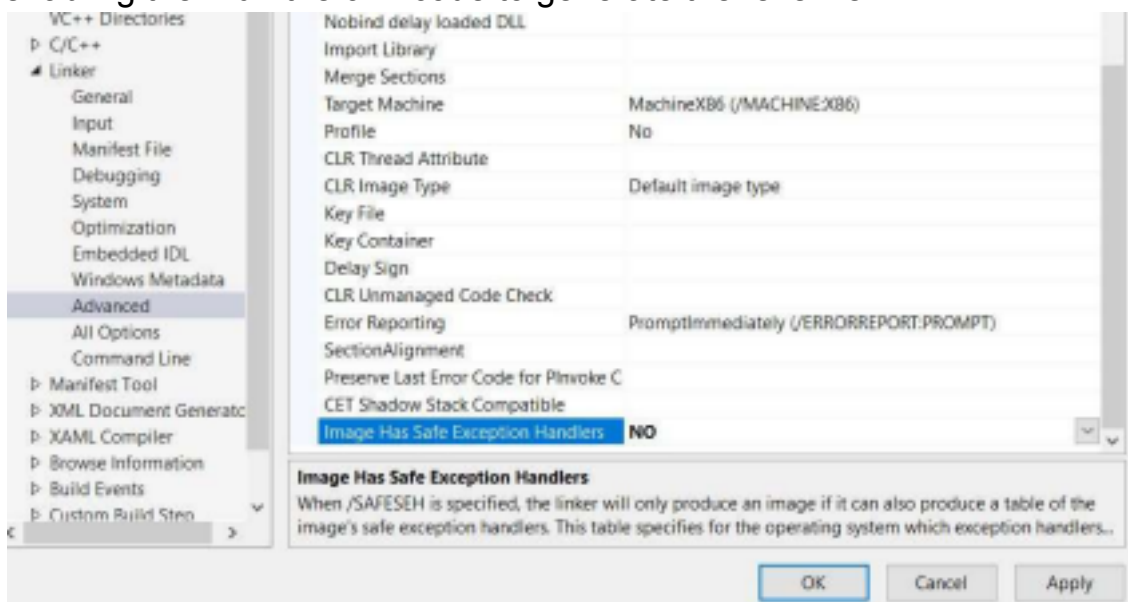 VC++ Directories
C/C++
Linker
General
Input
Manifest File
Debugging
System
Optimization
Embedded IDL
Windows Metadata
Advanced
All Options
Command Line
Manifest Tool
XML Document Generatc
XAML Compiler
Browse Information
Build Events
Custom Build Step
Nobind delay loaded DLL
Import Library
Merge Sections
Target Machine MachineX86 (/MACHINE:X86)
Profile No
CLR Thread Attribute
CLR Image Type Default image type
Key File
Key Container
Delay Sign
CLR Unmanaged Code Check
Error Reporting PromptImmediately (/ERRORREPORT:PROMPT)
SectionAlignment
Preserve Last Error Code for PInvoke C
CET Shadow Stack Compatible
Image Has Safe Exception Handlers NO
Image Has Safe Exception Handlers
When /SAFESEH is specified, the linker will only produce an image if it can also produce a table of the
image's safe exception handlers. This table specifies for the operating system which exception handlers...
OK Cancel Apply